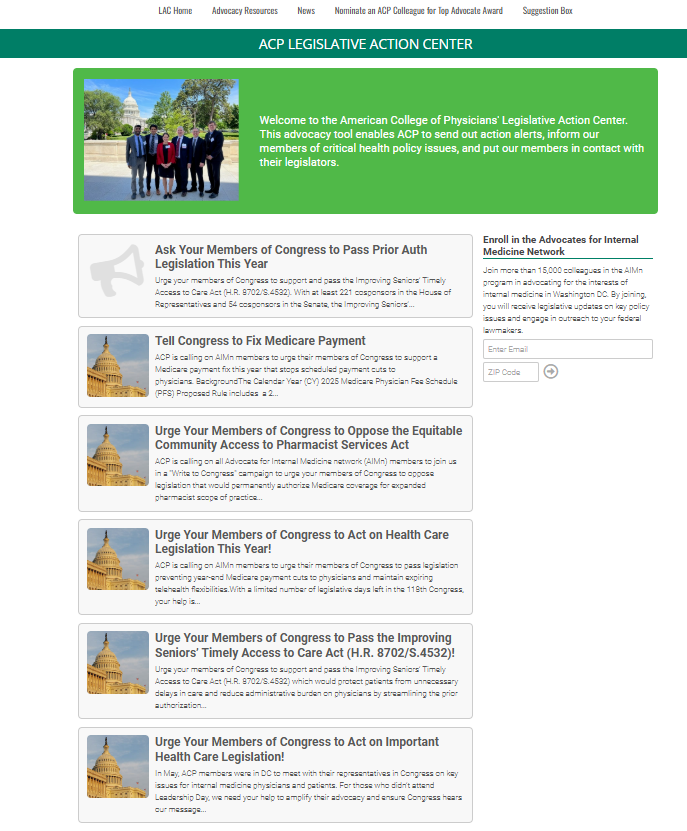 LAC Home Advocacy Resources News Nominate an ACP Colleague for Top Advocate Award Suggestion Box
ACP LEGISLATIVE ACTION CENTER
Welcome to the American College of Physicians' Legislative Action Center.
This advocacy tool enables ACP to send out action alerts, inform our
members of critical health policy issues, and put our members in contact with
their legislators.
Ask Your Members of Congress to Pass Prior Auth
Legislation This Year
Urge your members of Congress to support and pass the Improving Seniors' Timely
Access to Care Act (H.R. 8702/S.4532). With at least 221 cosponsors in the House of
Representatives and 54 cosponsors in the Senate, the Improving Seniors'...
Tell Congress to Fix Medicare Payment
ACP is calling on AIMn members to urge their members of Congress to support a
Medicare payment fix this year that stops scheduled payment cuts to
physicians. BackgroundThe Calendar Year (CY) 2025 Medicare Physician Fee Schedule
(PFS) Proposed Rule includes a 2...
Urge Your Members of Congress to Oppose the Equitable
Community Access to Pharmacist Services Act
ACP is calling on all Advocate for Internal Medicine network (AIMn) members to join us
in a "Write to Congress" campaign to urge your members of Congress to oppose
legislation that would permanently authorize Medicare coverage for expanded
pharmacist scope of practice...
Urge Your Members of Congress to Act on Health Care
Legislation This Year!
ACP is calling on AIMn members to urge their members of Congress to pass legislation
preventing year-end Medicare payment cuts to physicians and maintain expiring
telehealth flexibilities.With a limited number of legislative days left in the 118th Congress,
your help is...
Urge Your Members of Congress to Pass the Improving
Seniors' Timely Access to Care Act (H.R. 8702/S.4532)!
Urge your members of Congress to support and pass the Improving Seniors' Timely
Access to Care Act (H.R. 8702/S.4532) which would protect patients from unnecessary
delays in care and reduce administrative burden on physicians by streamlining the prior
authorization...
Urge Your Members of Congress to Act on Important
Health Care Legislation!
In May, ACP members were in DC to meet with their representatives in Congress on key
issues for internal medicine physicians and patients. For those who didn't attend
Leadership Day, we need your help to amplify their advocacy and ensure Congress hears
our message...
Enroll in the Advocates for Internal
Medicine Network
Join more than 15,000 colleagues in the AIMn
program in advocating for the interests of
internal medicine in Washington DC. By joining,
you will receive legislative updates on key policy
issues and engage in outreach to your federal
lawmakers.
Enter Email
ZIP Code